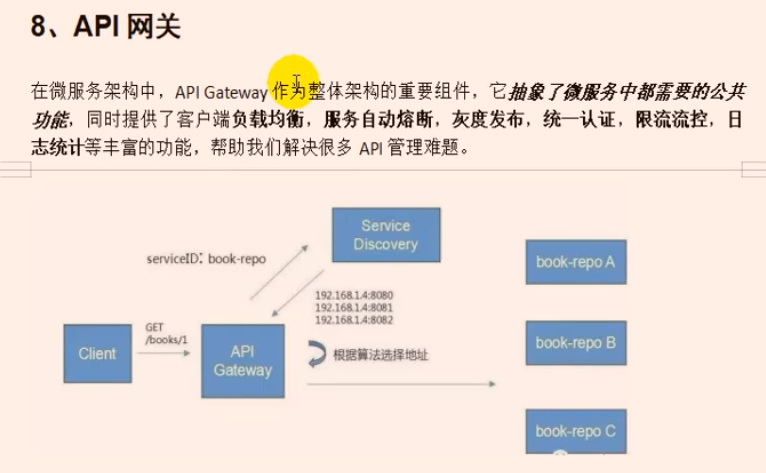 8、API 网关
在微服务架构中，API Gateway 作为整体架构的重要组件，它抽象了微服务中都需要的公共
功能，同时提供了客户端负载均衡，服务自动熔断，灰度发布，统一认证，限流流控，日
志统计等丰富的功能，帮助我们解决很多 API 管理难题。
Service
Discovery
serviceID: book-repo
book-repo A
192.168.1.4:8080
192.168.1.4:8081
192.168.1.4:8082
GET
/books/1
Client
API
Gateway
根据算法选择地址
book-repo B
book-repo C